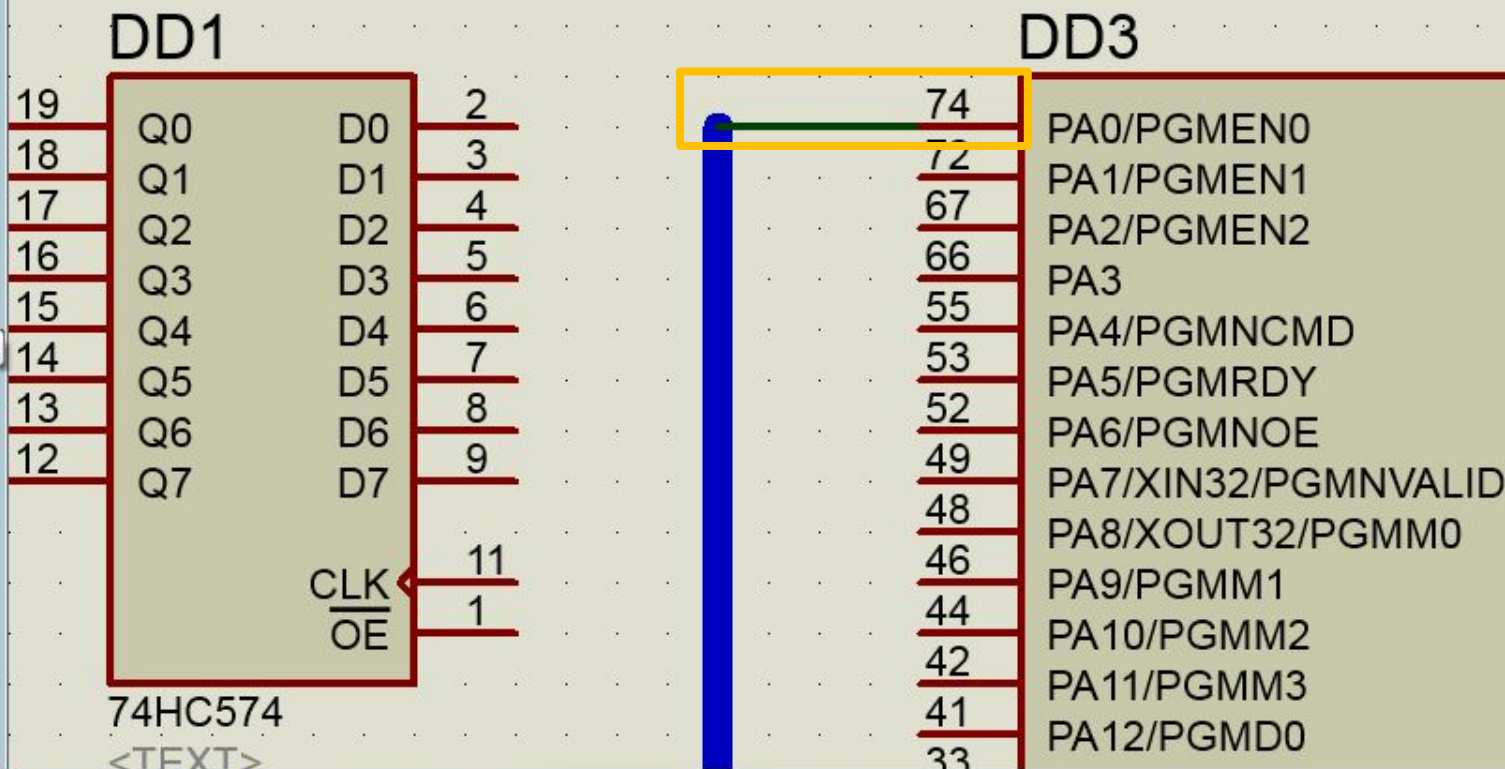 DD1
19 Q0 D0 2
18 Q1 D1 3
17 Q2 D2 4
16 Q3 D3 5
15 Q4 D4 6
14 Q5 D5 7
13 Q6 D6 8
12 Q7 D7 9
CLK 11
OE 1
74HC574
<TEXT>
DD3
74 PA0/PGMEN0
72 PA1/PGMEN1
67 PA2/PGMEN2
66 PA3
55 PA4/PGMNCMD
53 PA5/PGMRDY
52 PA6/PGMNOE
49 PA7/XIN32/PGMNVALID
48 PA8/XOUT32/PGMM0
46 PA9/PGMM1
44 PA10/PGMM2
42 PA11/PGMM3
41 PA12/PGMD0
33